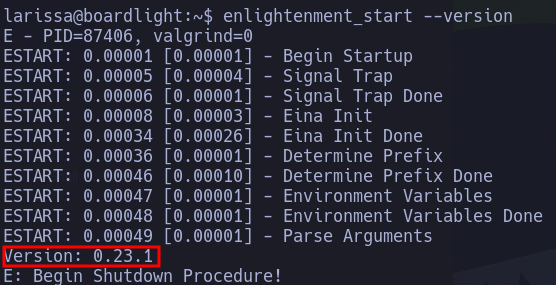 larissa@boardlight:~$ enlightenment_start --version
E - PID=87406, valgrind=0
ESTART: 0.00001 [0.00001] - Begin Startup
ESTART: 0.00005 [0.00004] - Signal Trap
ESTART: 0.00006 [0.00001] - Signal Trap Done
ESTART: 0.00008 [0.00003] - Eina Init
ESTART: 0.00034 [0.00026] - Eina Init Done
ESTART: 0.00036 [0.00001] - Determine Prefix
ESTART: 0.00046 [0.00010] - Determine Prefix Done
ESTART: 0.00047 [0.00001] - Environment Variables
ESTART: 0.00048 [0.00001] - Environment Variables Done
ESTART: 0.00049 [0.00001] - Parse Arguments
Version: 0.23.1
E: Begin Shutdown Procedure!